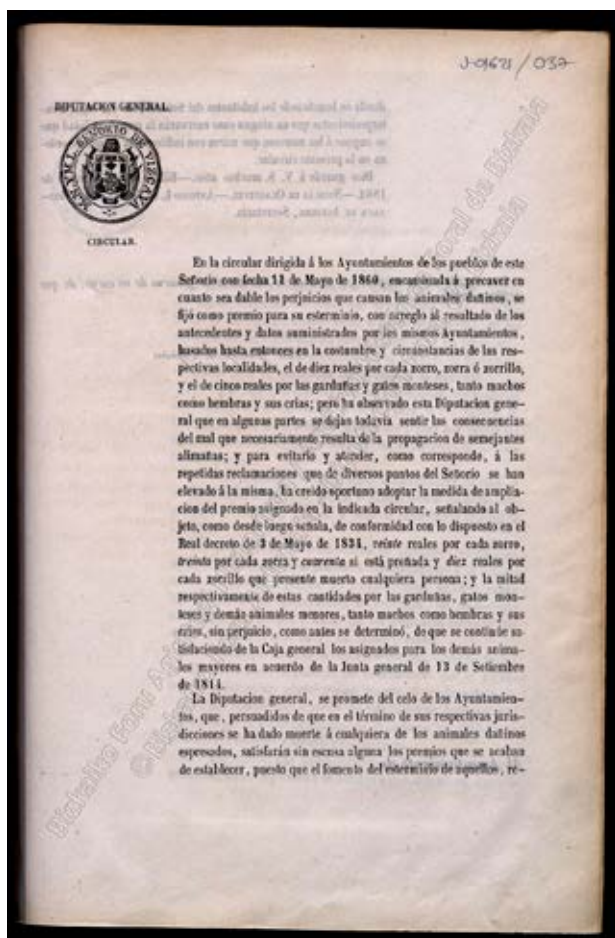 J-01621/037
DIPUTACION GENERAL.
M.N.Y M.L. SEÑORIO DE VIZCAYA
CIRCULAR.
En la circular dirigida á los Ayuntamientos de los pueblos de este
Señorío con fecha 11 de Mayo de 1860, encaminada á precaver en
cuanto sea dable los perjuicios que causan los animales dañinos, se
fijó como premio para su esterminio, con arreglo al resultado de los
antecedentes y datos suministrados por los mismos Ayuntamientos,
basados hasta entonces en la costumbre y circunstancias de las res-
pectivas localidades, el de diez reales por cada zorro, zorra ó zorrillo,
y el de cinco reales por las garduñas y gatos monteses, tanto machos
como hembras y sus crias; pero ha observado esta Diputacion gene-
ral que en algunas partes se dejan todavía sentir las consecuencias
del mal que necesariamente resulta de la propagacion de semejantes
alimañas; y para evitarlo y atender, como corresponde, á las
repetidas reclamaciones que de diversos puntos del Señorío se han
elevado á la misma, ha creido oportuno adoptar la medida de amplia-
cion del premio asignado en la indicada circular, señalando al ob-
jeto, como desde luego señala, de conformidad con lo dispuesto en el
Real decreto de 3 de Mayo de 1834, veinte reales por cada zorro,
treinta por cada zorra y cuarenta si está preñada y diez reales por
cada zorrillo que presente muerto cualquiera persona; y la mitad
respectivamente de estas cantidades por las garduñas, gatos mon-
teses y demás animales menores, tanto machos como hembras y sus
crias, sin perjuicio, como antes se determinó, de que se continúe sa-
tisfaciendo de la Caja general los asignados para los demás anima-
les mayores en acuerdo de la Junta general de 13 de Setiembre
de 1814.
La Diputacion general, se promete del celo de los Ayuntamien-
tos, que, persuadidos de que en el término de sus respectivas juris-
dicciones se ha dado muerte á cualquiera de los animales dañinos
espresados, satisfarán sin escusa alguna los premios que se acaban
de establecer, puesto que el fomento del esterminio de aquellos, re-
© Bizkaiko Foru
Foral de Bizkaia